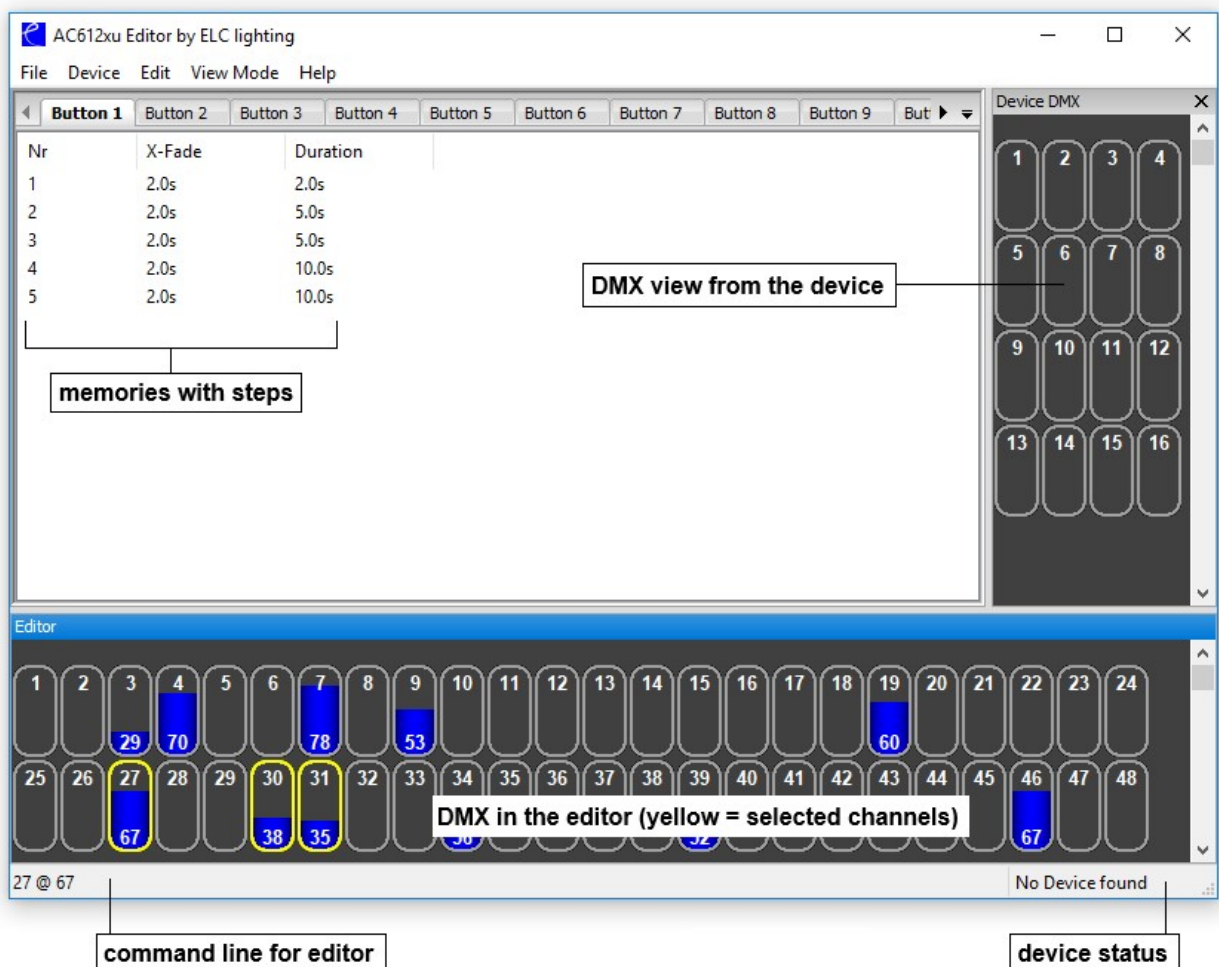 AC612xu Editor by ELC lighting
File Device Edit View Mode Help
Button 1 Button 2 Button 3 Button 4 Button 5 Button 6 Button 7 Button 8 Button 9 But
Nr X-Fade Duration
1 2.0s 2.0s
2 2.0s 5.0s
3 2.0s 5.0s
4 2.0s 10.0s
5 2.0s 10.0s
memories with steps
DMX view from the device
Device DMX
1 2 3 4
5 6 7 8
9 10 11 12
13 14 15 16
Editor
1 2 3 4 5 6 7 8 9 10 11 12 13 14 15 16 17 18 19 20 21 22 23 24
29 70 78 53 60
25 26 27 28 29 30 31 32 33 34 35 36 37 38 39 40 41 42 43 44 45 46 47 48
DMX in the editor (yellow = selected channels)
67 38 35 67
27 @ 67
No Device found
command line for editor
device status